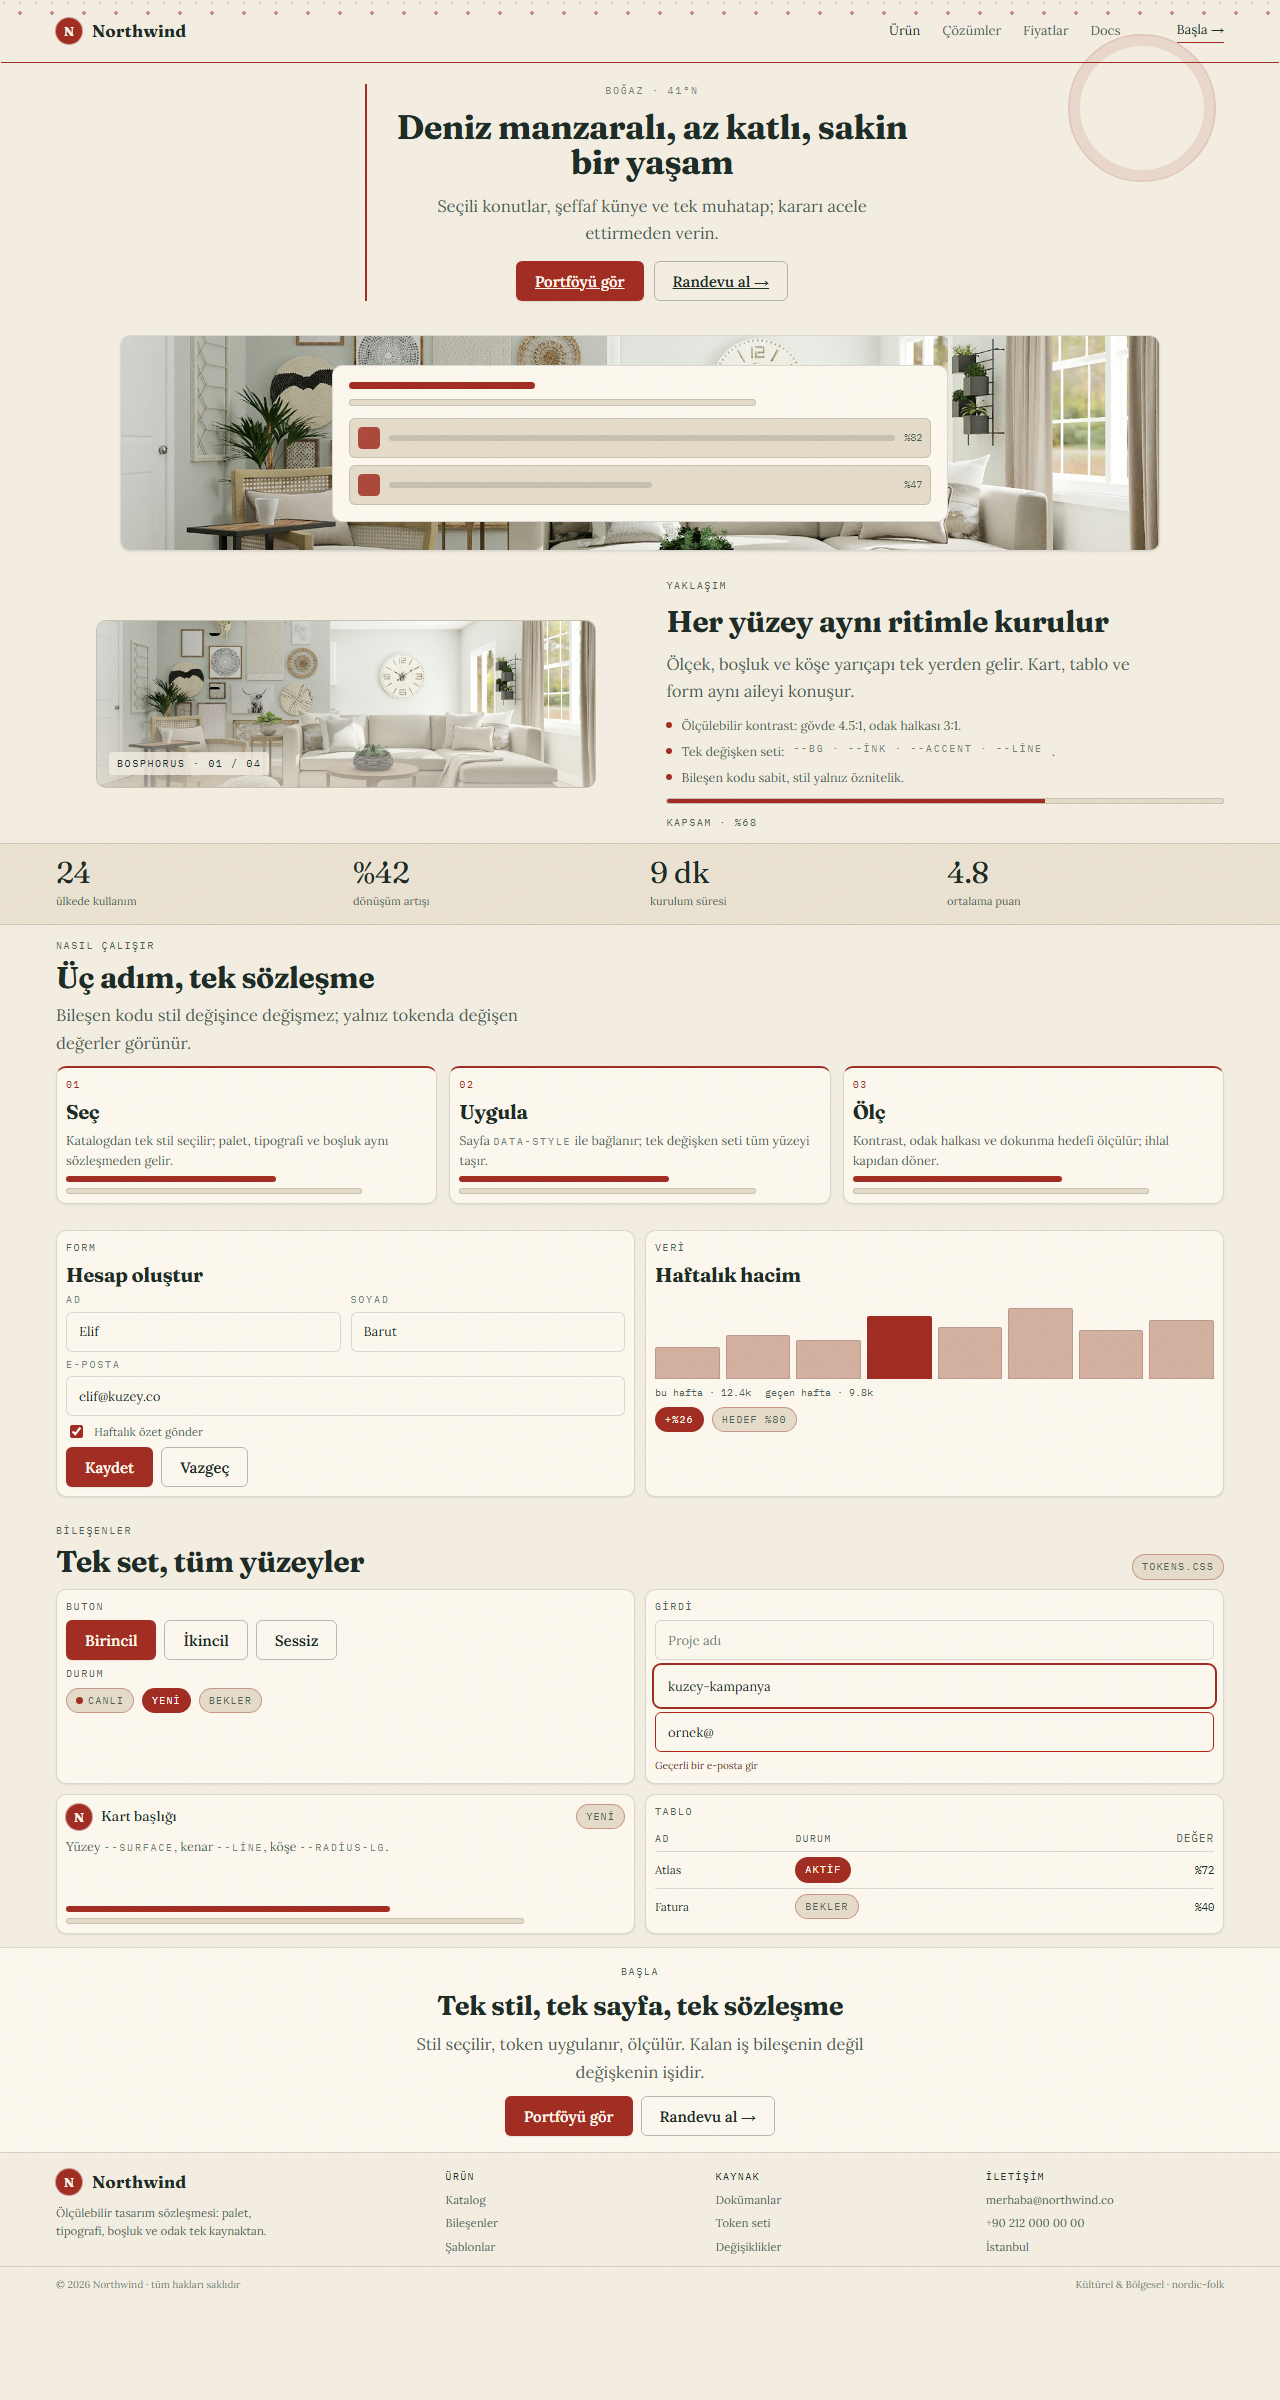 N Northwind
Ürün Çözümler Fiyatlar Docs Başla →
BOĞAZ · 41°N
Deniz manzaralı, az katlı, sakin
bir yaşam
Seçili konutlar, şeffaf künye ve tek muhatap; kararı acele
ettirmeden verin.
Portföyü gör Randevu al →
12
%82
%47
BOSPHORUS · 01 / 04
YAKLAŞIM
Her yüzey aynı ritimle kurulur
Ölçek, boşluk ve köşe yarıçapı tek yerden gelir. Kart, tablo ve
form aynı aileyi konuşur.
Ölçülebilir kontrast: gövde 4.5:1, odak halkası 3:1.
Tek değişken seti: --BG · --İNK · --ACCENT · --LİNE .
Bileşen kodu sabit, stil yalnız öznitelik.
KAPSAM · %68
24 %42 9 dk 4.8
ülkede kullanım dönüşüm artışı kurulum süresi ortalama puan
NASIL ÇALIŞIR
Üç adım, tek sözleşme
Bileşen kodu stil değişince değişmez; yalnız tokenda değişen
değerler görünür.
01
Seç
Katalogdan tek stil seçilir; palet, tipografi ve boşluk aynı
sözleşmeden gelir.
02
Uygula
Sayfa DATA-STYLE ile bağlanır; tek değişken seti tüm yüzeyi
taşır.
03
Ölç
Kontrast, odak halkası ve dokunma hedefi ölçülür; ihlal
kapıdan döner.
FORM
Hesap oluştur
AD SOYAD
Elif Barut
E-POSTA
elif@kuzey.co
Haftalık özet gönder
Kaydet Vazgeç
VERİ
Haftalık hacim
bu hafta · 12.4k geçen hafta · 9.8k
+%26 HEDEF %80
BİLEŞENLER
Tek set, tüm yüzeyler
TOKENS.CSS
BUTON
Birincil İkincil Sessiz
DURUM
CANLI YENİ BEKLER
GİRDİ
Proje adı
kuzey-kampanya
ornek@
Geçerli bir e-posta gir
N Kart başlığı YENİ
Yüzey --SURFACE, kenar --LİNE, köşe --RADİUS-LG.
TABLO
AD DURUM DEĞER
Atlas AKTİF %72
Fatura BEKLER %40
BAŞLA
Tek stil, tek sayfa, tek sözleşme
Stil seçilir, token uygulanır, ölçülür. Kalan iş bileşenin değil
değişkenin işidir.
Portföyü gör Randevu al →
N Northwind
Ölçülebilir tasarım sözleşmesi: palet,
tipografi, boşluk ve odak tek kaynaktan.
ÜRÜN
Katalog
Bileşenler
Şablonlar
KAYNAK
Dokümanlar
Token seti
Değişiklikler
İLETİŞİM
merhaba@northwind.co
+90 212 000 00 00
İstanbul
© 2026 Northwind · tüm hakları saklıdır
Kültürel & Bölgesel · nordic-folk